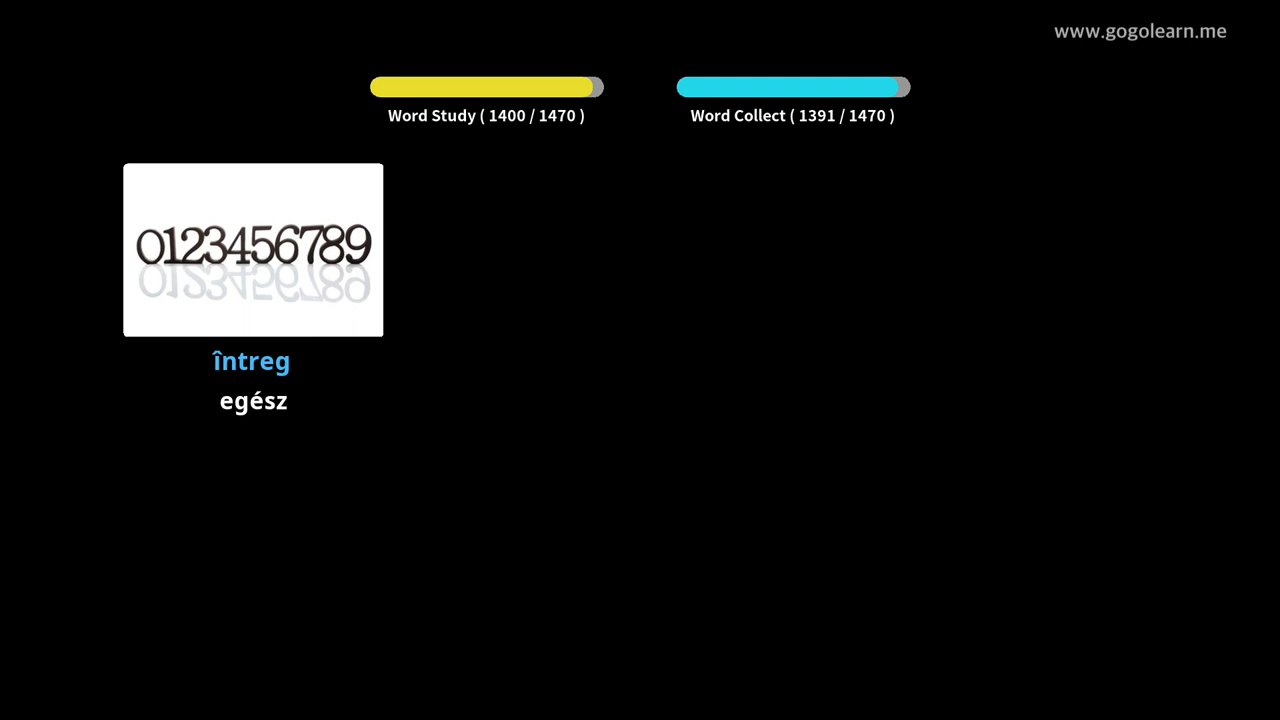 www.gogolearn.me
Word Study ( 1400 / 1470 )
Word Collect ( 1391 / 1470 )
0123456789
întreg
egész